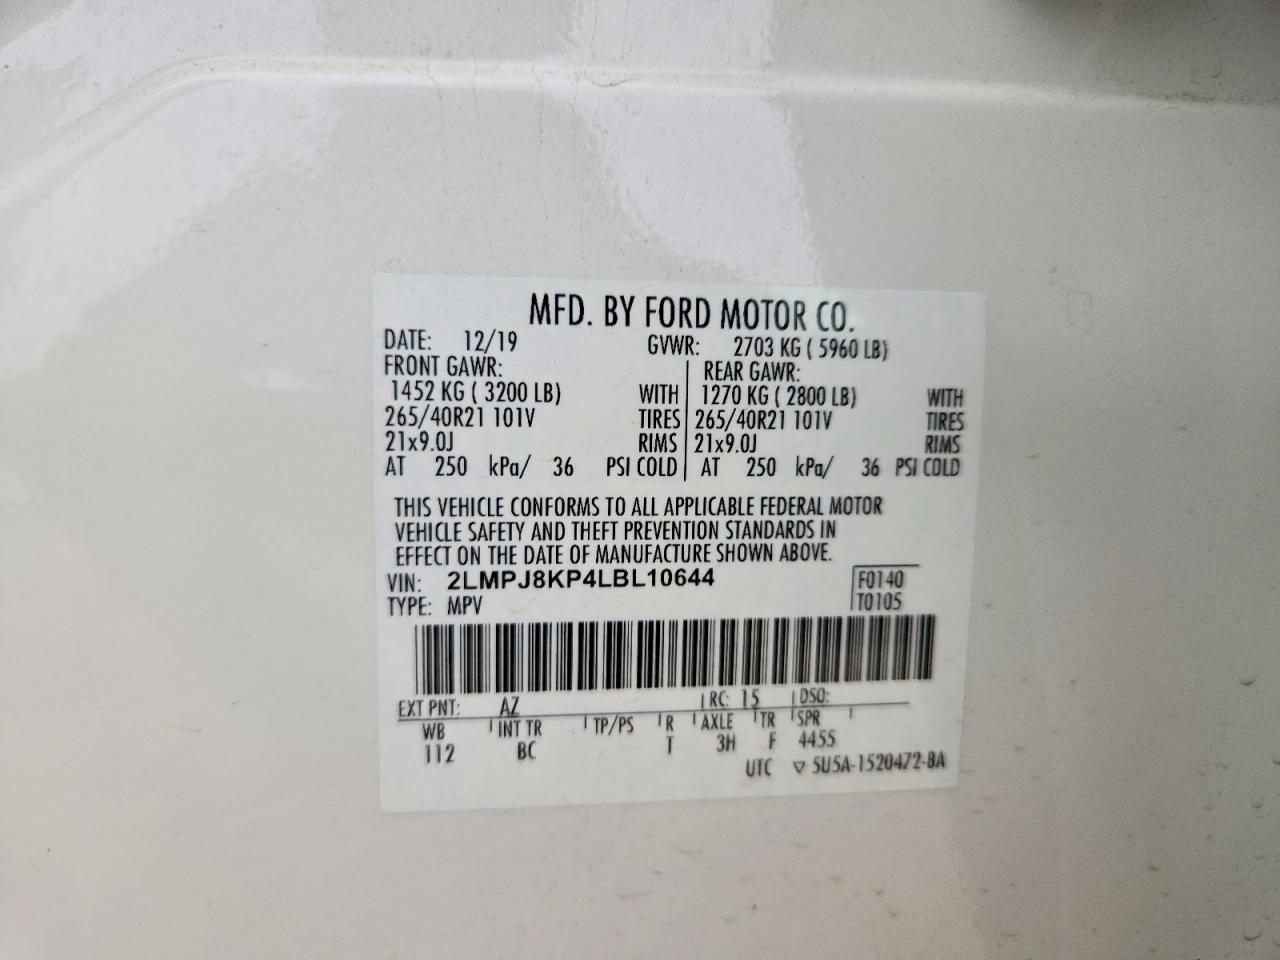 MFD. BY FORD MOTOR CO.
DATE: 12/19 GVWR: 2703 KG ( 5960 LB)
FRONT GAWR: REAR GAWR:
1452 KG ( 3200 LB) WITH 1270 KG ( 2800 LB) WITH
265/40R21 101V TIRES 265/40R21 101V TIRES
21x9.0J RIMS 21x9.0J RIMS
AT 250 kPa/ 36 PSI COLD AT 250 kPa/ 36 PSI COLD
THIS VEHICLE CONFORMS TO ALL APPLICABLE FEDERAL MOTOR
VEHICLE SAFETY AND THEFT PREVENTION STANDARDS IN
EFFECT ON THE DATE OF MANUFACTURE SHOWN ABOVE.
VIN: 2LMPJ8KP4LBL10644 F0140
TYPE: MPV T0105
EXT PNT: AZ RC: 15 DSO:
WB INT TR TP/PS R AXLE TR SPR
112 BC T 3H F 4455
UTC ▽ 5U5A-1520472-BA